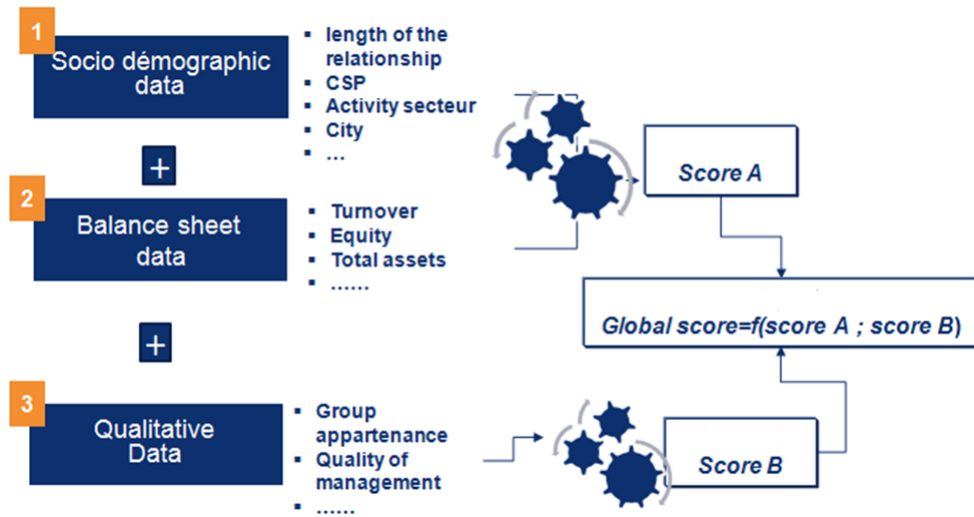 1
Socio démographic
data
▪ length of the
relationship
▪ CSP
▪ Activity secteur
▪ City
▪ ...
+
2
Balance sheet
data
▪ Turnover
▪ Equity
▪ Total assets
▪ ......
Score A
Global score=f(score A ; score B)
+
3
Qualitative
Data
▪ Group
appartenance
▪ Quality of
management
▪ ......
Score B